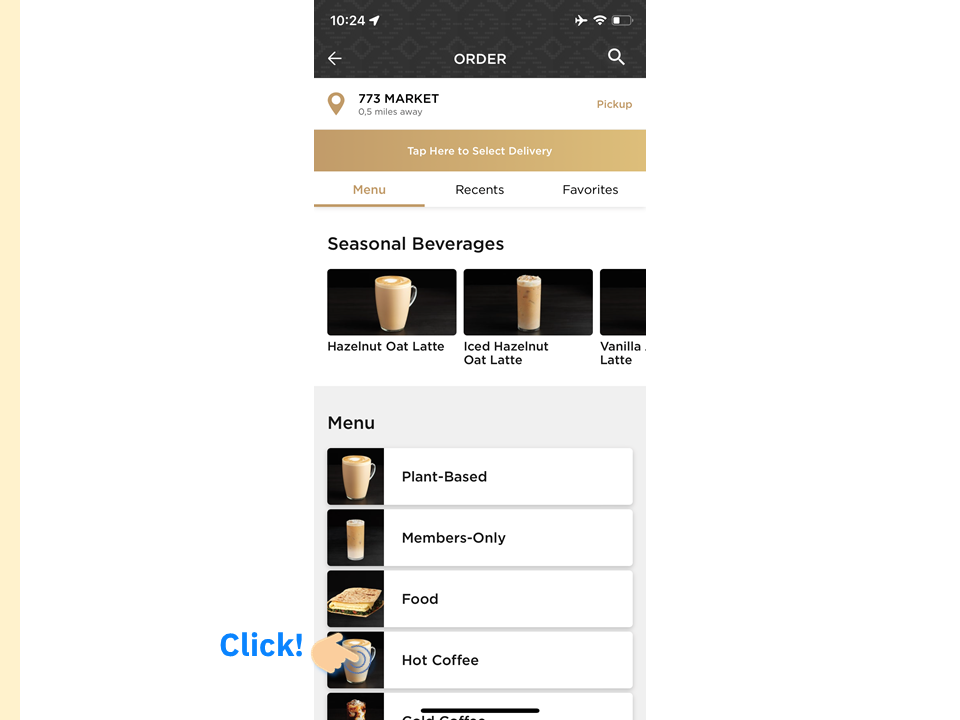 10:24
ORDER
773 MARKET
0,5 miles away
Pickup
Tap Here to Select Delivery
Menu
Recents
Favorites
Seasonal Beverages
Hazelnut Oat Latte
Iced Hazelnut
Oat Latte
Vanilla
Latte
Menu
Plant-Based
Members-Only
Food
Click!
Hot Coffee
Cold Coffee